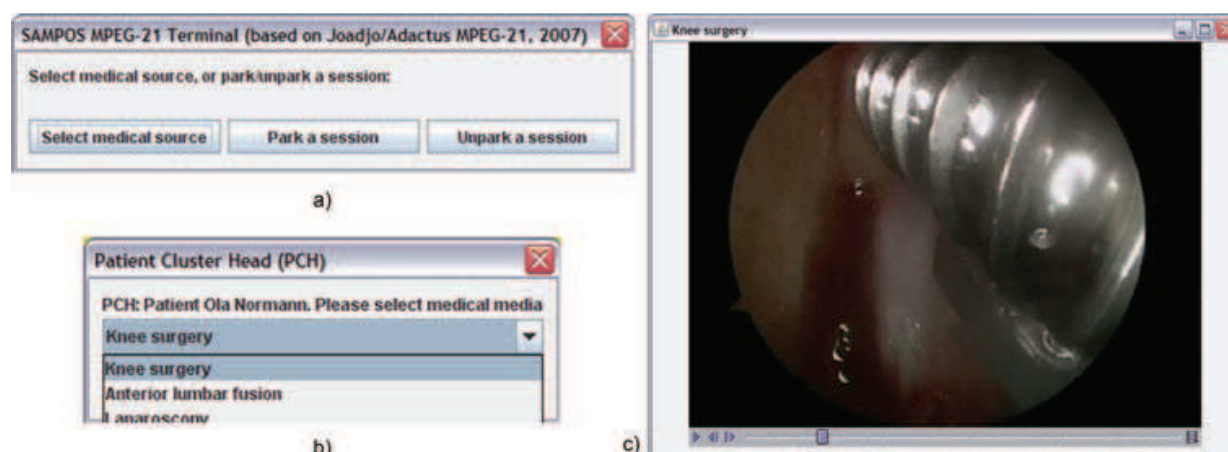 SAMPOS MPEG-21 Terminal (based on Joadjo/Adactus MPEG-21, 2007)
Select medical source, or park/unpark a session:
Select medical source Park a session Unpark a session
a)
Patient Cluster Head (PCH)
PCH: Patient Ola Normann. Please select medical media
Knee surgery
Knee surgery
Anterior lumbar fusion
Laparoscopy
b)
Knee surgery
c)